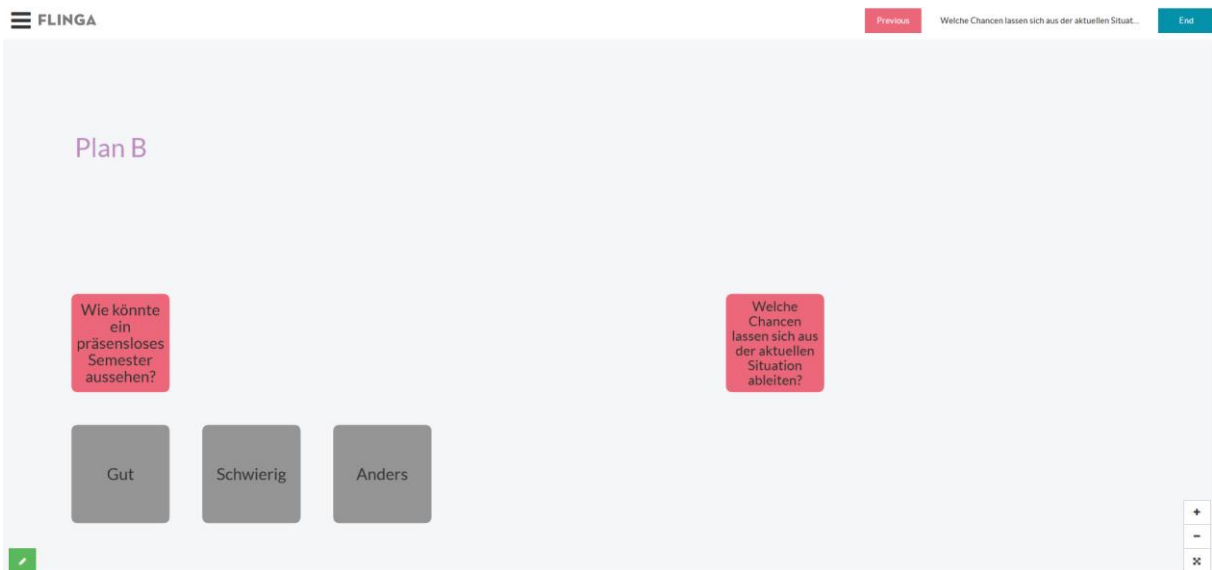 FLINGA
Previous
Welche Chancen lassen sich aus der aktuellen Situat...
End
Plan B
Wie könnte
ein
präsensloses
Semester
aussehen?
Welche
Chancen
lassen sich aus
der aktuellen
Situation
ableiten?
Gut
Schwierig
Anders